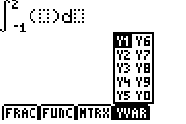 ∫₋₁² (⬚)d⬚
Y1 Y6
Y2 Y7
Y3 Y8
Y4 Y9
Y5 Y0
FRAC FUNC MTRX YVAR